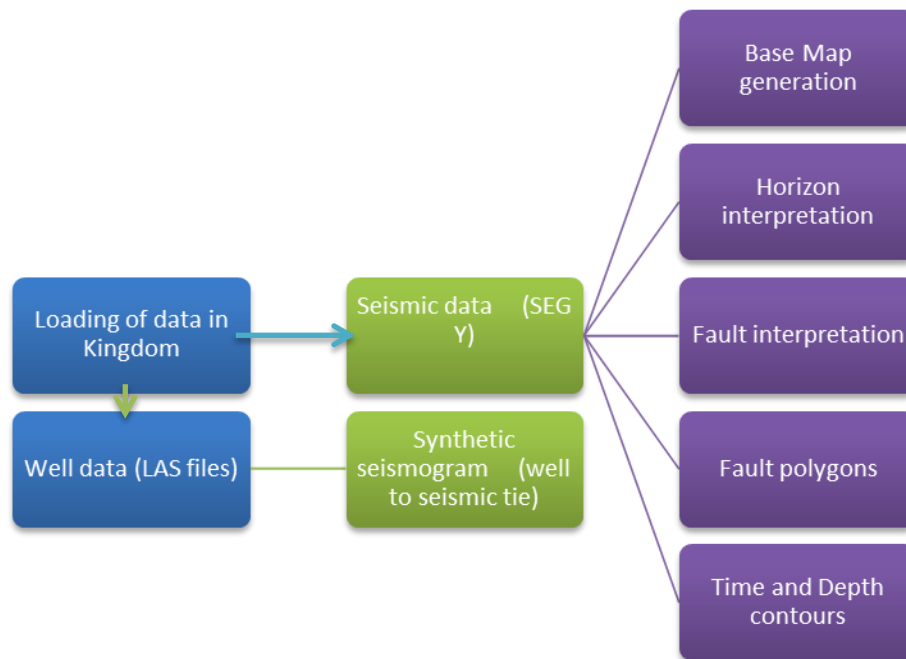 Base Map
generation
Horizon
interpretation
Loading of data in
Kingdom
Seismic data (SEG
Y)
Fault interpretation
Well data (LAS files)
Synthetic
seismogram (well
to seismic tie)
Fault polygons
Time and Depth
contours